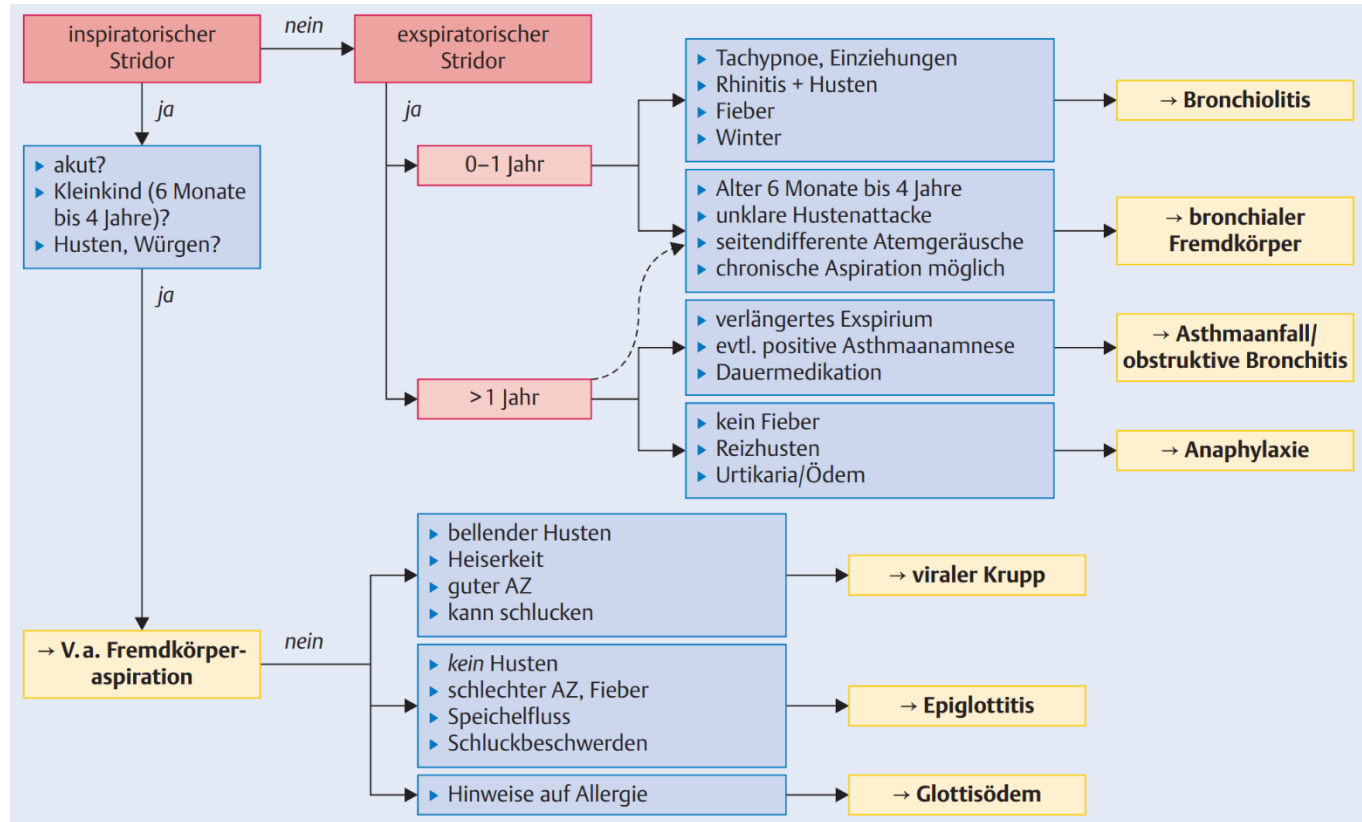 inspiratorischer
Stridor
nein
exspiratorischer
Stridor
ja
ja
▶ akut?
▶ Kleinkind (6 Monate
bis 4 Jahre)?
▶ Husten, Würgen?
ja
0–1 Jahr
▶ Tachypnoe, Einziehungen
▶ Rhinitis + Husten
▶ Fieber
▶ Winter
→ Bronchiolitis
▶ Alter 6 Monate bis 4 Jahre
▶ unklare Hustenattacke
▶ seitendifferente Atemgeräusche
▶ chronische Aspiration möglich
→ bronchialer
Fremdkörper
>1 Jahr
▶ verlängertes Exspirium
▶ evtl. positive Asthmaanamnese
▶ Dauermedikation
→ Asthmaanfall/
obstruktive Bronchitis
▶ kein Fieber
▶ Reizhusten
▶ Urtikaria/Ödem
→ Anaphylaxie
→ V. a. Fremdkörper-
aspiration
nein
▶ bellender Husten
▶ Heiserkeit
▶ guter AZ
▶ kann schlucken
→ viraler Krupp
▶ kein Husten
▶ schlechter AZ, Fieber
▶ Speichelfluss
▶ Schluckbeschwerden
→ Epiglottitis
▶ Hinweise auf Allergie
→ Glottisödem